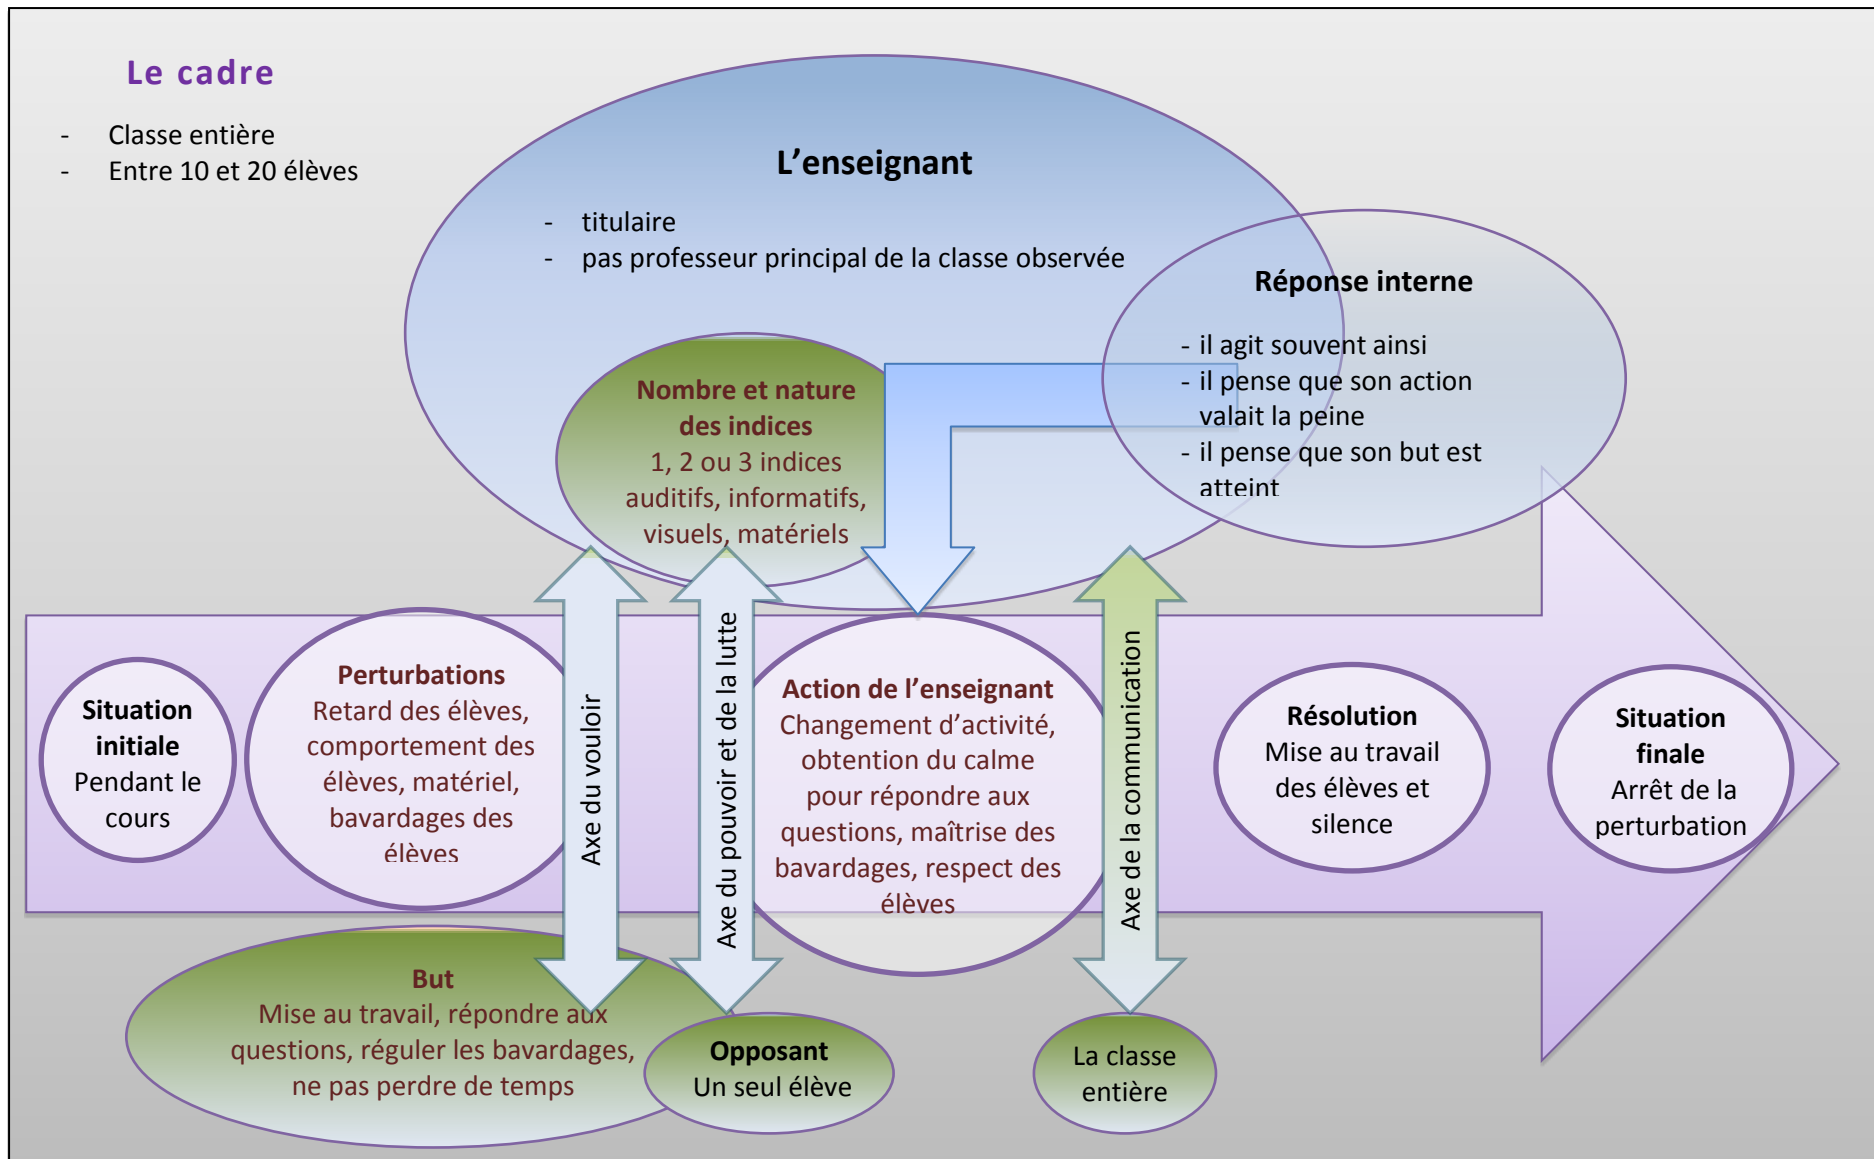 Le cadre
- Classe entière
- Entre 10 et 20 élèves
L’enseignant
- titulaire
- pas professeur principal de la classe observée
Réponse interne
- il agit souvent ainsi
- il pense que son action
valait la peine
- il pense que son but est
atteint
Nombre et nature
des indices
1, 2 ou 3 indices
auditifs, informatifs,
visuels, matériels
Situation
initiale
Pendant le
cours
Perturbations
Retard des élèves,
comportement des
élèves, matériel,
bavardages des
élèves
Axe du vouloir
Axe du pouvoir et de la lutte
Action de l’enseignant
Changement d’activité,
obtention du calme
pour répondre aux
questions, maîtrise des
bavardages, respect des
élèves
Axe de la communication
Résolution
Mise au travail
des élèves et
silence
Situation
finale
Arrêt de la
perturbation
But
Mise au travail, répondre aux
questions, réguler les bavardages,
ne pas perdre de temps
Opposant
Un seul élève
La classe
entière